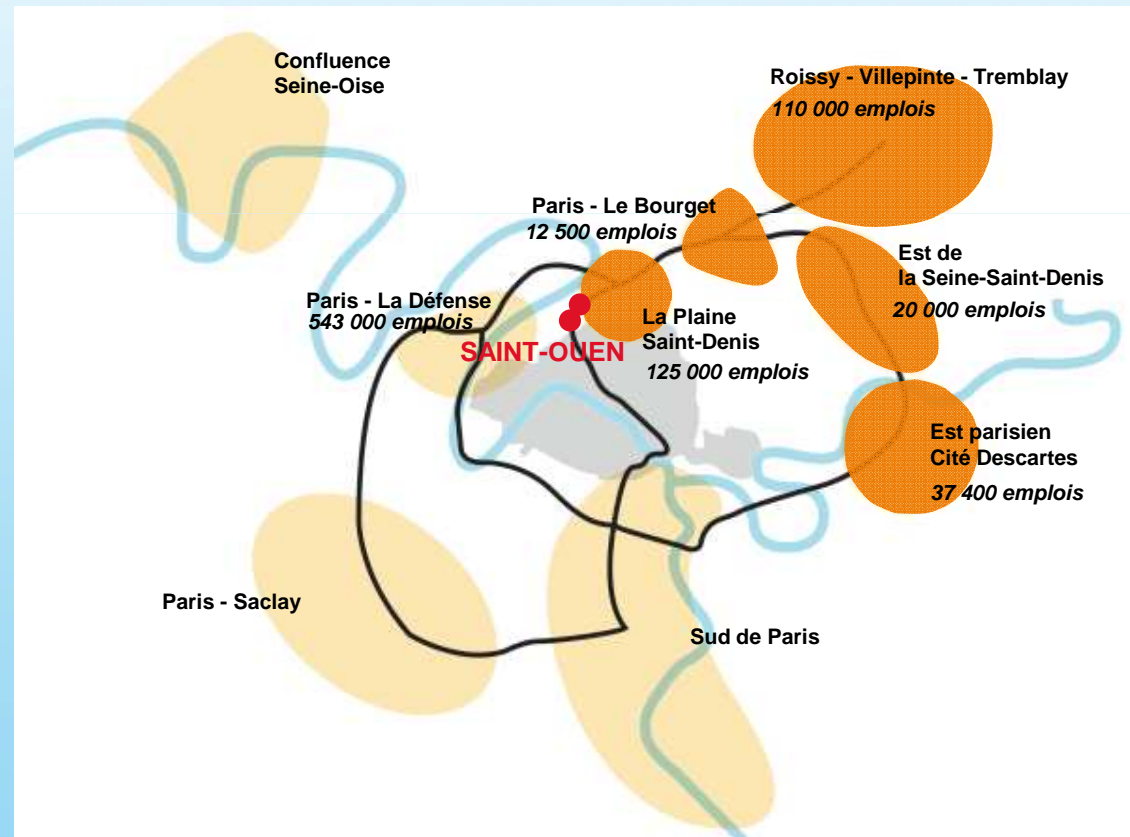 Confluence
Seine-Oise
Roissy - Villepinte - Tremblay
110 000 emplois
Paris - Le Bourget
12 500 emplois
Est de
la Seine-Saint-Denis
20 000 emplois
Paris - La Défense
543 000 emplois
La Plaine
Saint-Denis
125 000 emplois
SAINT-OUEN
Est parisien
Cité Descartes
37 400 emplois
Paris - Saclay
Sud de Paris